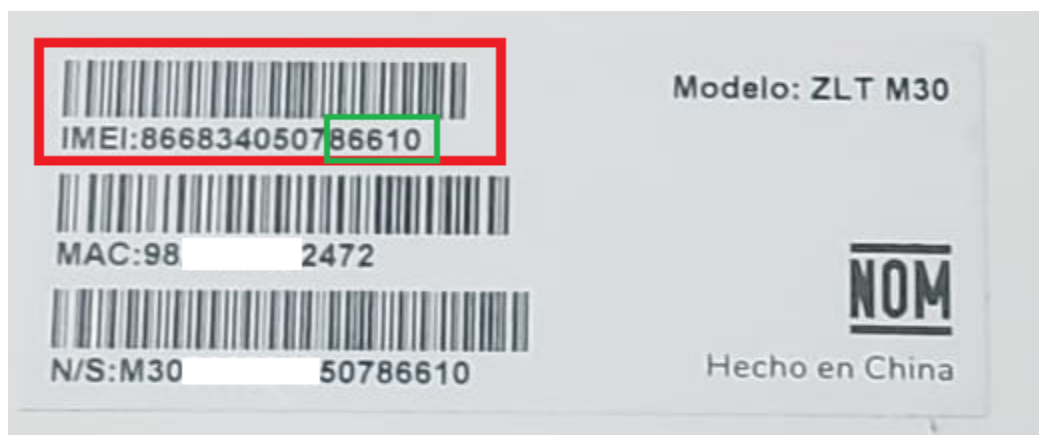 Modelo: ZLT M30
IMEI:866834050786610
MAC:98 2472
NOM
N/S:M30 50786610
Hecho en China